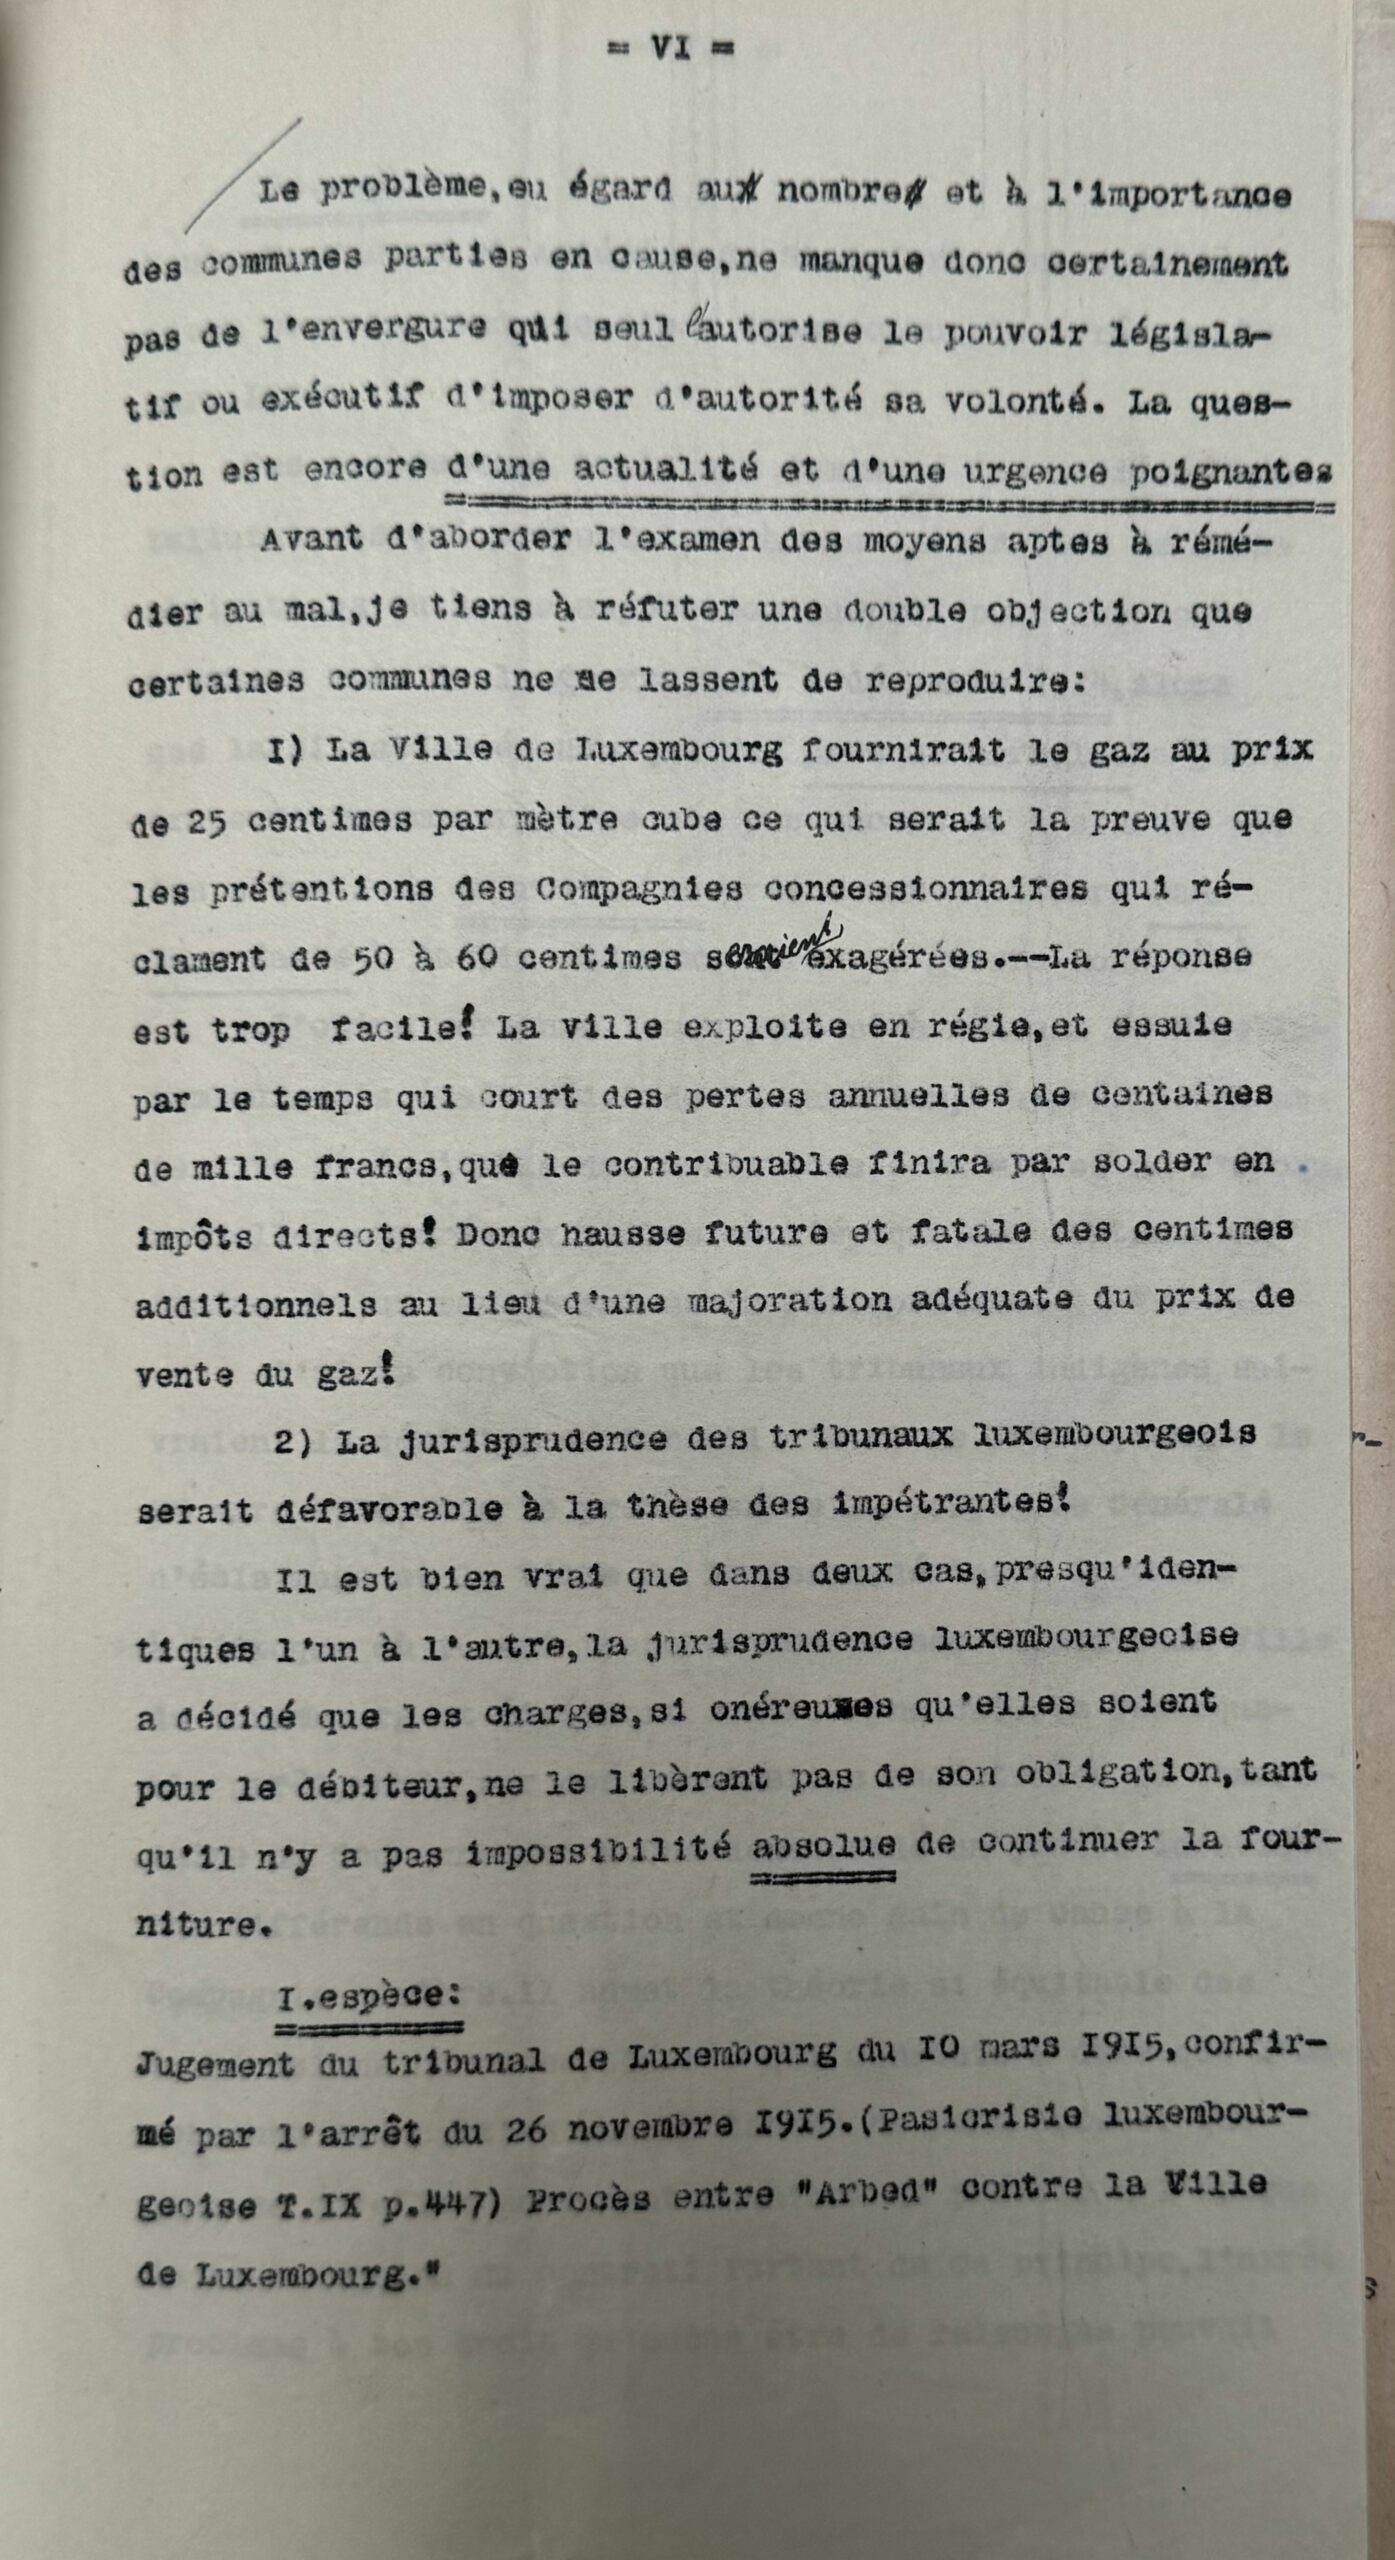 = VI =
Le problème,eu égard au nombre et à l'importance
des communes parties en cause,ne manque donc certainement
pas de l'envergure qui seul autorise le pouvoir législa-
tif ou exécutif d'imposer d'autorité sa volonté. La ques-
tion est encore d'une actualité et d'une urgence poignantes
Avant d'aborder l'examen des moyens aptes à rémé-
dier au mal,je tiens à réfuter une double objection que
certaines communes ne se lassent de reproduire:
I) La Ville de Luxembourg fournirait le gaz au prix
de 25 centimes par mètre cube ce qui serait la preuve que
les prétentions des Compagnies concessionnaires qui ré-
clament de 50 à 60 centimes seraient exagérées.--La réponse
est trop facile! La ville exploite en régie,et essuie
par le temps qui court des pertes annuelles de centaines
de mille francs,que le contribuable finira par solder en
impôts directs! Donc hausse future et fatale des centimes
additionnels au lieu d'une majoration adéquate du prix de
vente du gaz!
2) La jurisprudence des tribunaux luxembourgeois
serait défavorable à la thèse des impétrantes!
Il est bien vrai que dans deux cas,presqu'iden-
tiques l'un à l'autre,la jurisprudence luxembourgeoise
a décidé que les charges,si onéreuses qu'elles soient
pour le débiteur,ne le libèrent pas de son obligation,tant
qu'il n'y a pas impossibilité absolue de continuer la four-
niture.
I.espèce:
Jugement du tribunal de Luxembourg du IO mars I9I5,confir-
mé par l'arrêt du 26 novembre I9I5.(Pasicrisie luxembour-
geoise T.IX p.447) Procès entre "Arbed" contre la Ville
de Luxembourg."